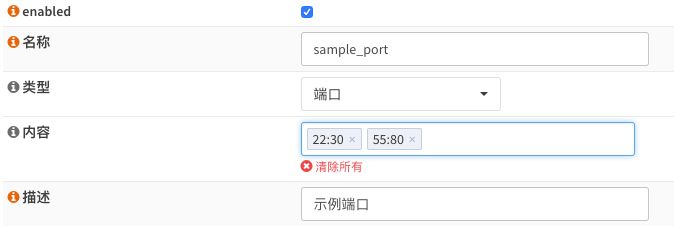 enabled
名称 sample_port
类型 端口
内容 22:30 × 55:80 ×
清除所有
描述 示例端口